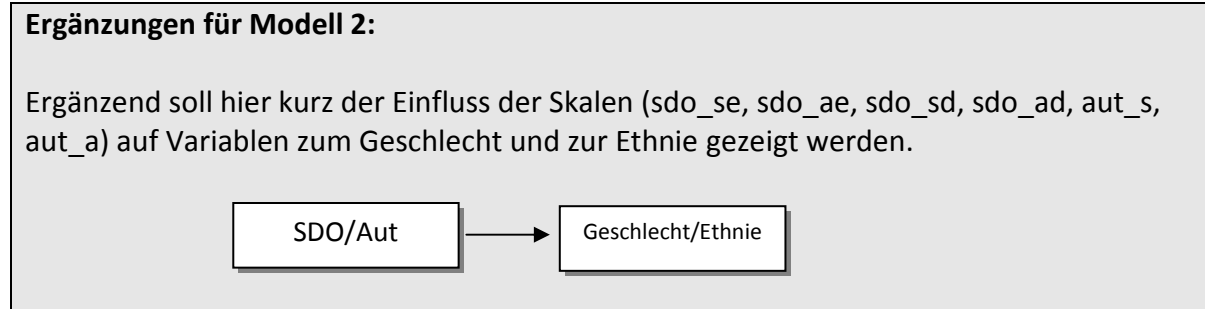 Ergänzungen für Modell 2:
Ergänzend soll hier kurz der Einfluss der Skalen (sdo_se, sdo_ae, sdo_sd, sdo_ad, aut_s,
aut_a) auf Variablen zum Geschlecht und zur Ethnie gezeigt werden.
SDO/Aut
Geschlecht/Ethnie